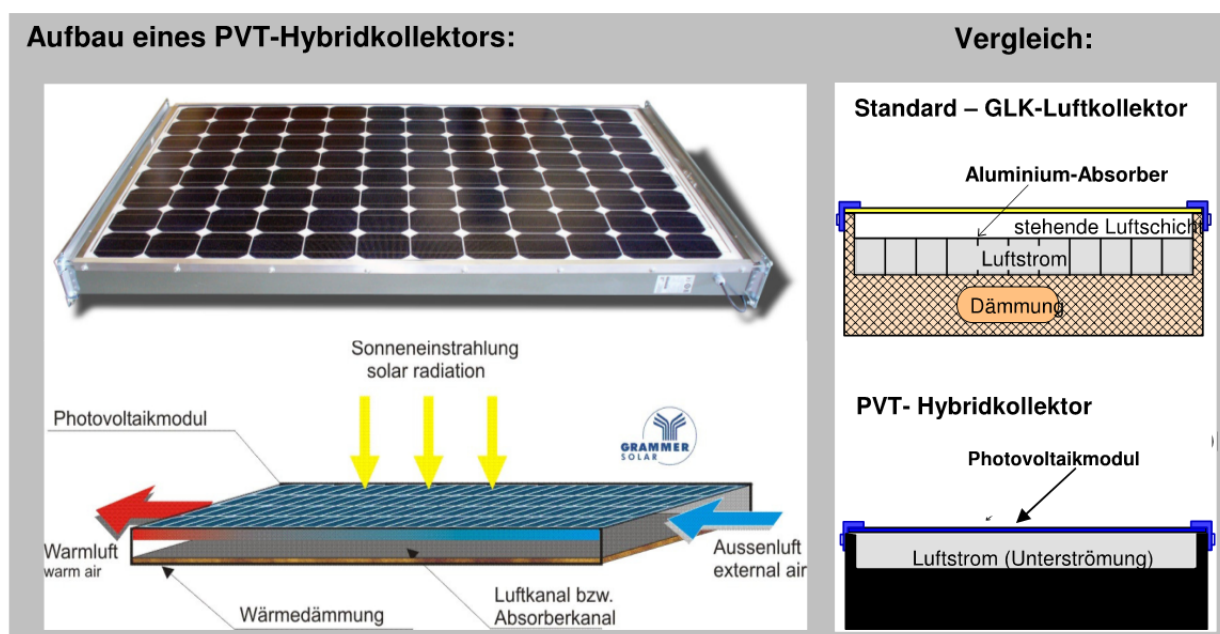 Aufbau eines PVT-Hybridkollektors:
Sonneneinstrahlung
solar radiation
Photovoltaikmodul
GRAMMER
SOLAR
Warmluft
warm air
Aussenluft
external air
Wärmedämmung
Luftkanal bzw.
Absorberkanal
Vergleich:
Standard – GLK-Luftkollektor
Aluminium-Absorber
stehende Luftschicht
Luftstrom
Dämmung
PVT- Hybridkollektor
Photovoltaikmodul
Luftstrom (Unterströmung)